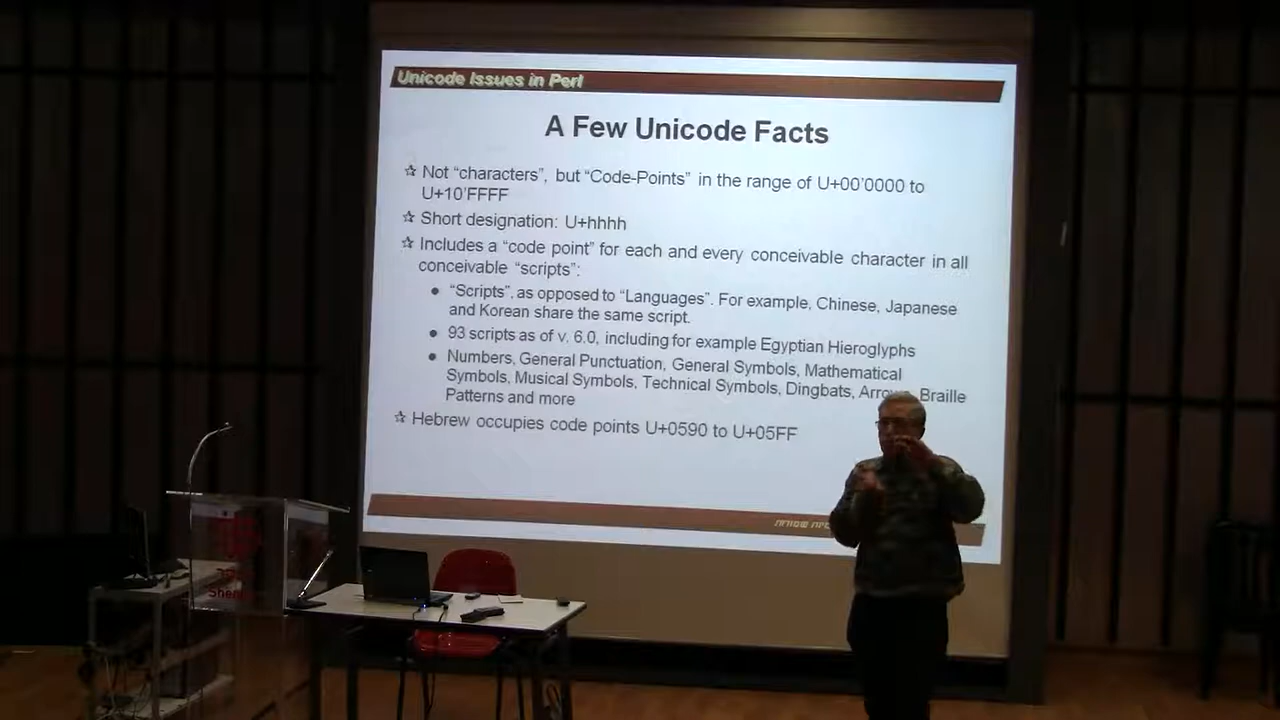 Unicode Issues in Perl
A Few Unicode Facts
Not “characters”, but “Code-Points” in the range of U+00’0000 to
U+10’FFFF
Short designation: U+hhhh
Includes a “code point” for each and every conceivable character in all
conceivable “scripts”:
“Scripts”, as opposed to “Languages”. For example, Chinese, Japanese
and Korean share the same script.
93 scripts as of v. 6.0, including for example Egyptian Hieroglyphs
Numbers, General Punctuation, General Symbols, Mathematical
Symbols, Musical Symbols, Technical Symbols, Dingbats, Braille
Patterns and more
Hebrew occupies code points U+0590 to U+05FF